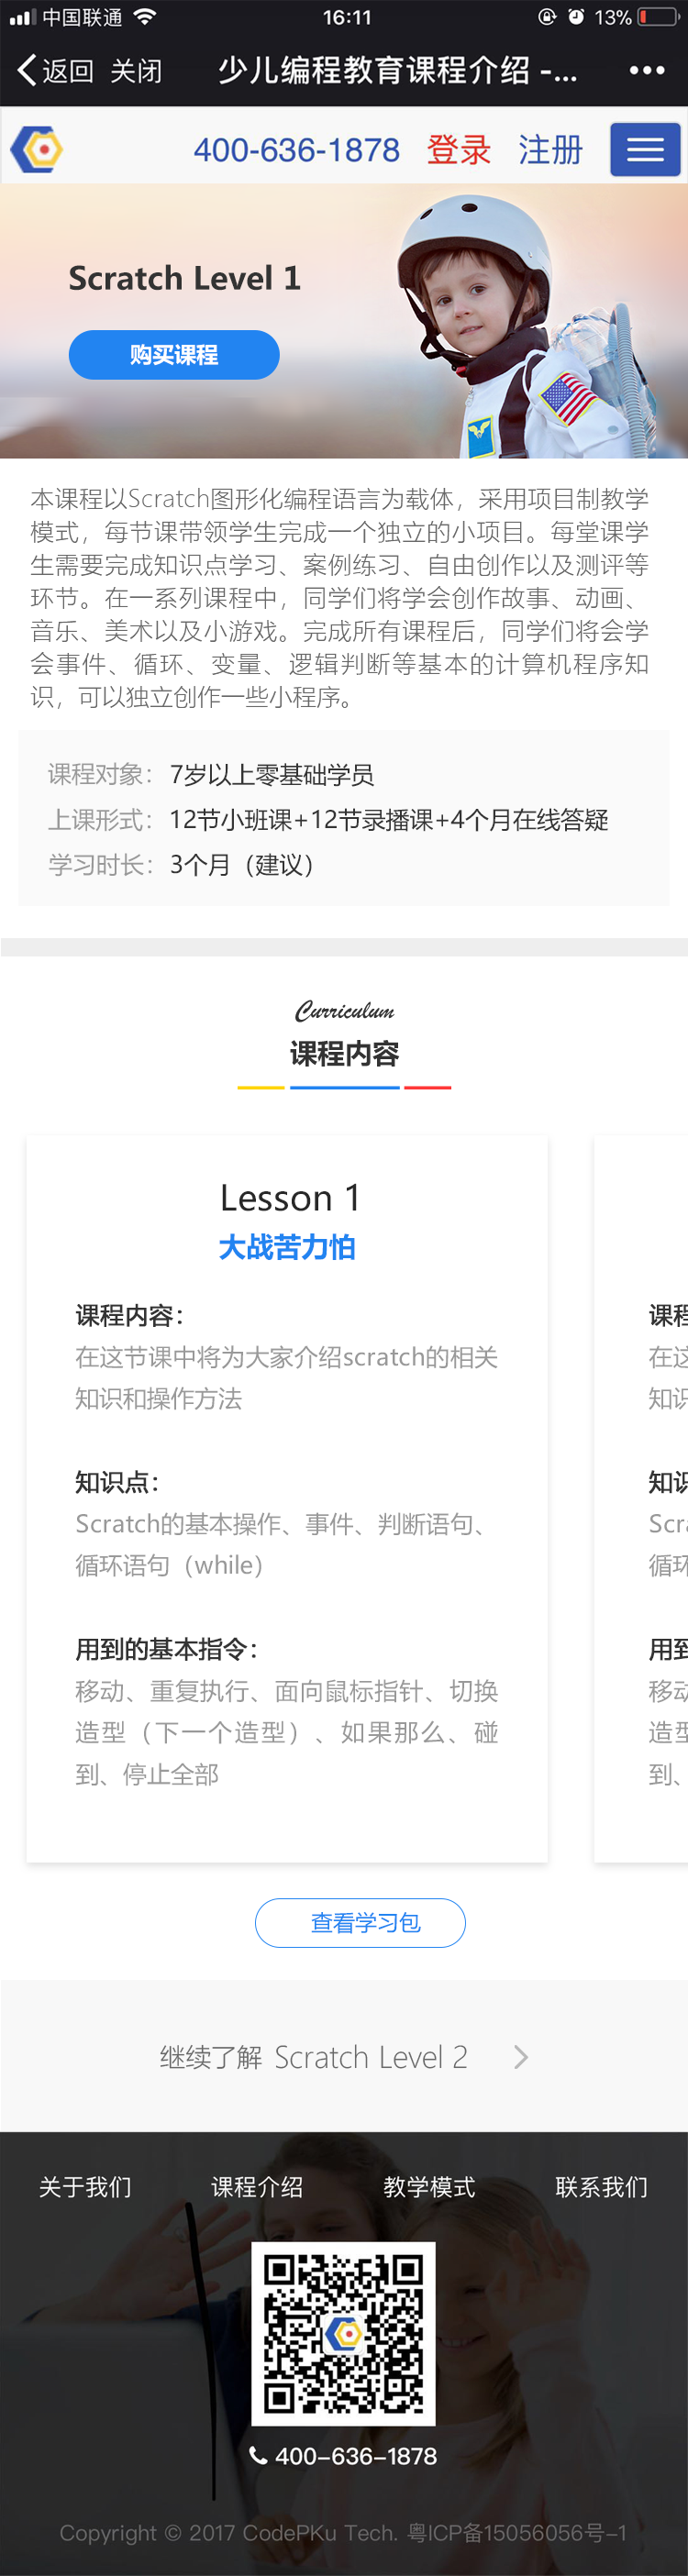 中国联通 16:11 13%
返回 关闭 少儿编程教育课程介绍 -...
400-636-1878 登录 注册
Scratch Level 1
购买课程
本课程以Scratch图形化编程语言为载体，采用项目制教学
模式，每节课带领学生完成一个独立的小项目。每堂课学
生需要完成知识点学习、案例练习、自由创作以及测评等
环节。在一系列课程中，同学们将学会创作故事、动画、
音乐、美术以及小游戏。完成所有课程后，同学们将会学
会事件、循环、变量、逻辑判断等基本的计算机程序知
识，可以独立创作一些小程序。
课程对象：7岁以上零基础学员
上课形式：12节小班课+12节录播课+4个月在线答疑
学习时长：3个月（建议）
Curriculum
课程内容
Lesson 1
大战苦力怕
课程内容：
在这节课中将为大家介绍scratch的相关
知识和操作方法
知识点：
Scratch的基本操作、事件、判断语句、
循环语句（while）
用到的基本指令：
移动、重复执行、面向鼠标指针、切换
造型（下一个造型）、如果那么、碰
到、停止全部
课程
在这
知识
知识
Scra
循环
用到
移动
造型
到、
查看学习包
继续了解 Scratch Level 2
关于我们 课程介绍 教学模式 联系我们
400-636-1878
Copyright © 2017 CodePKu Tech. 粤ICP备15056056号-1